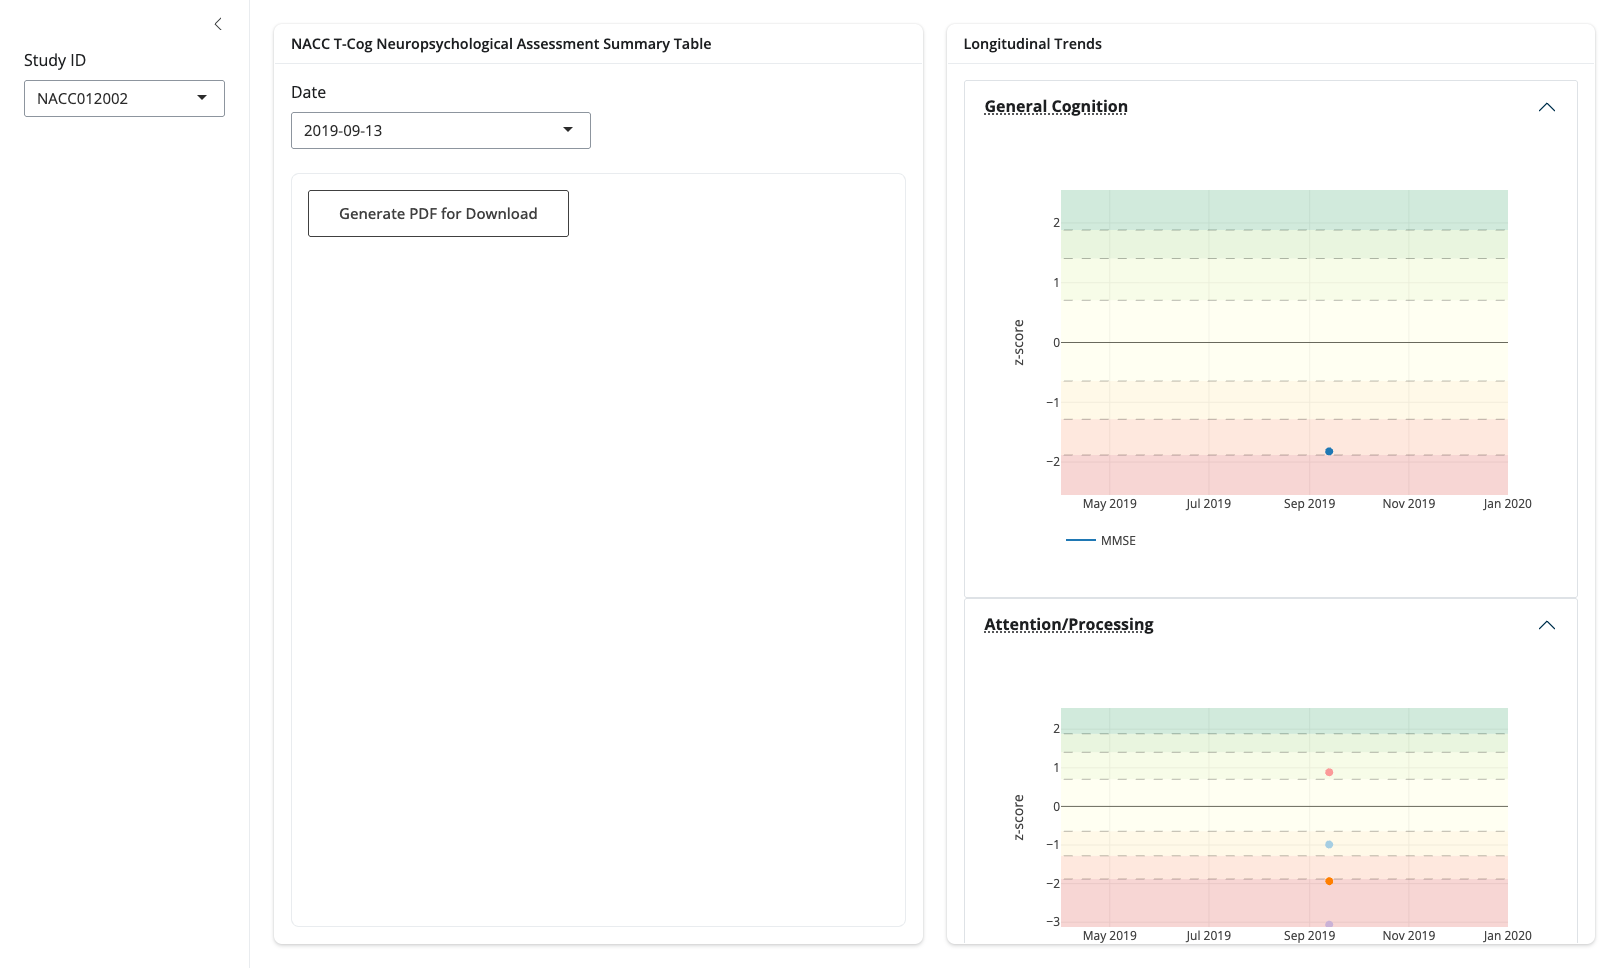 Study ID
NACC012002
NACC T-Cog Neuropsychological Assessment Summary Table
Date
2019-09-13
Generate PDF for Download
Longitudinal Trends
General Cognition
2
1
0
−1
−2
z-score
May 2019 Jul 2019 Sep 2019 Nov 2019 Jan 2020
MMSE
Attention/Processing
2
1
0
−1
−2
−3
z-score
May 2019 Jul 2019 Sep 2019 Nov 2019 Jan 2020